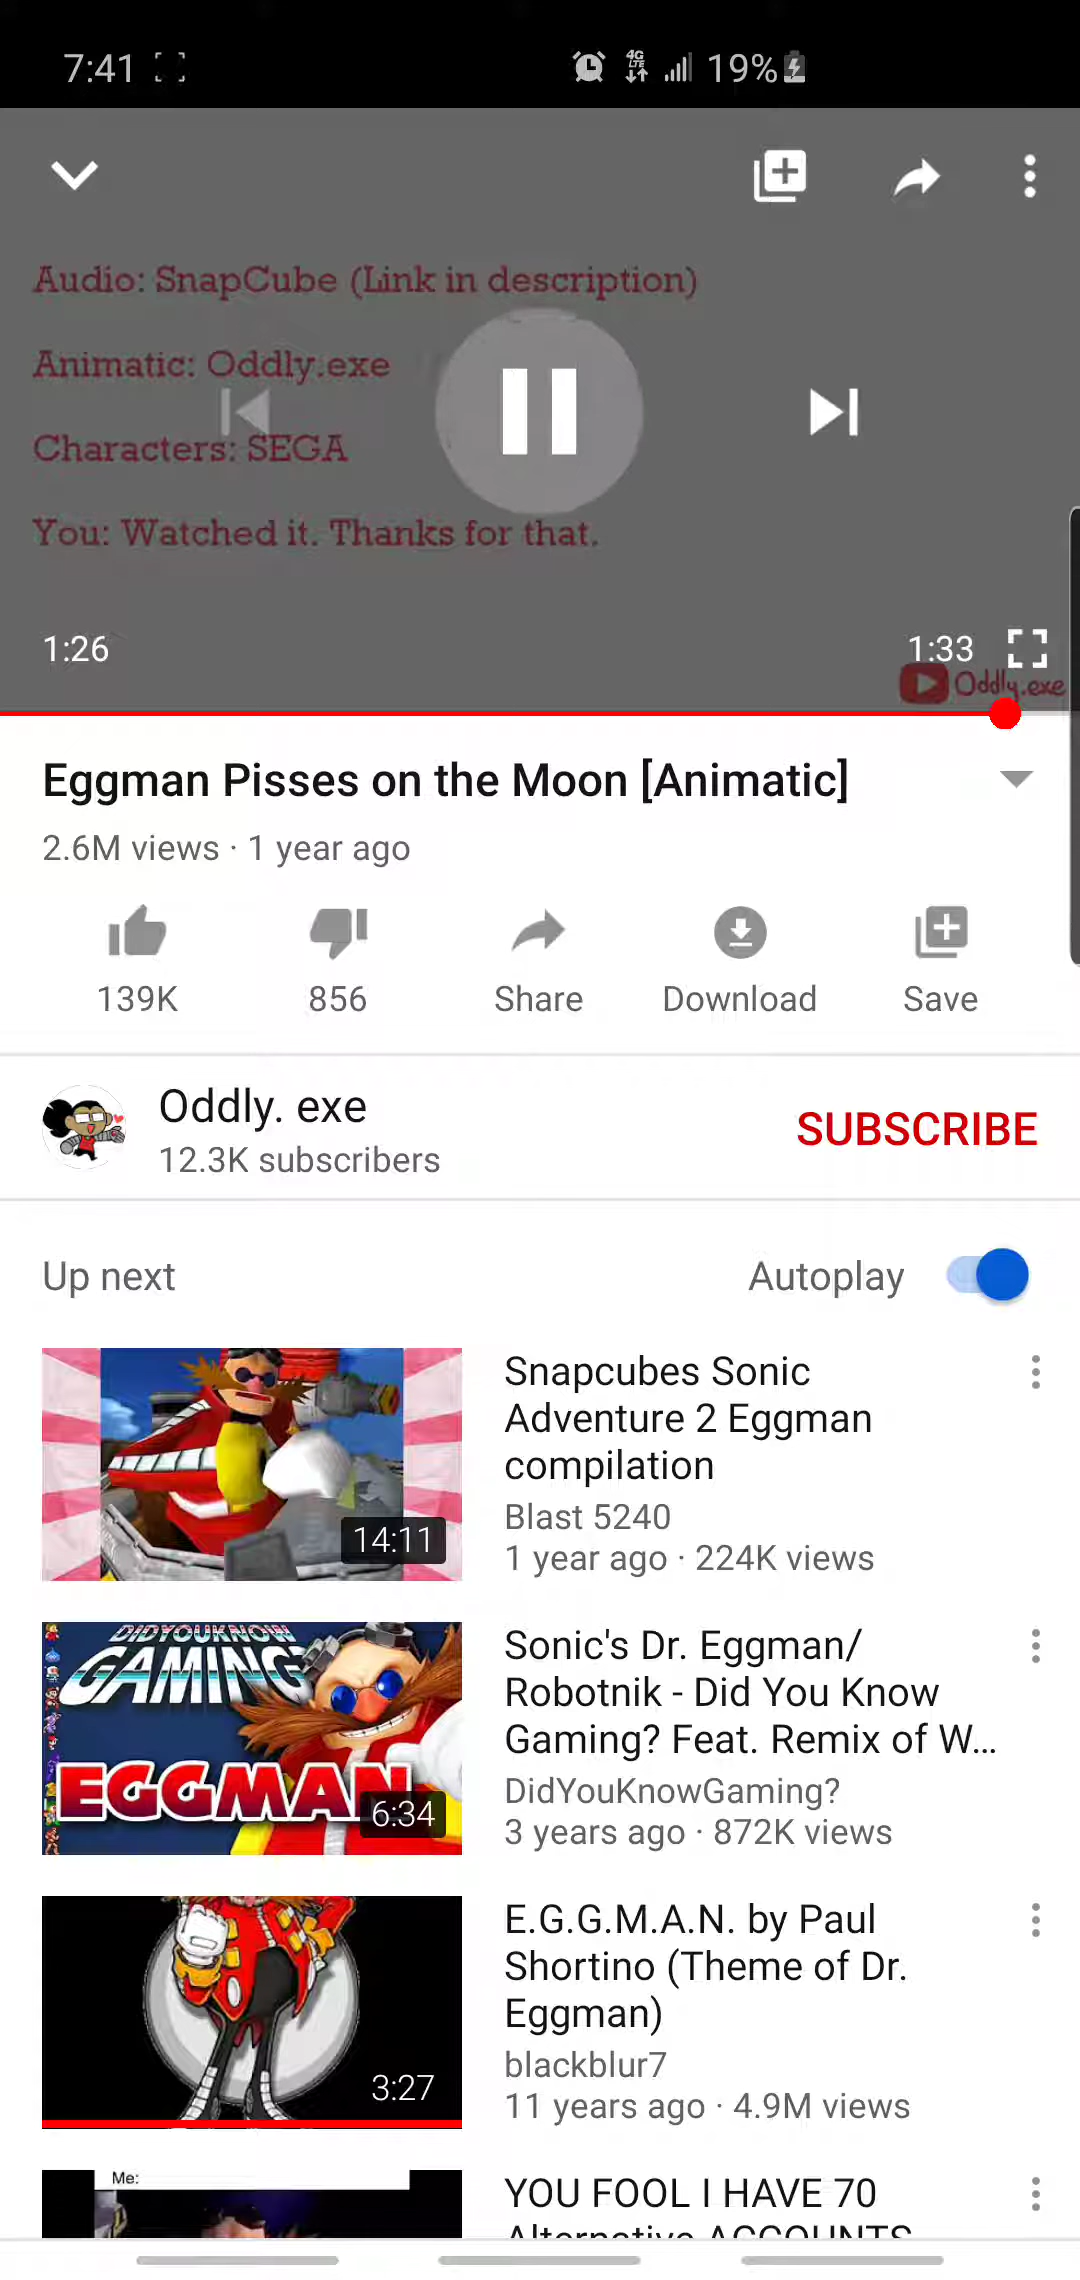 7:41
4G LTE 19%
Audio: SnapCube (Link in description)
Animatic: Oddly.exe
Characters: SEGA
You: Watched it. Thanks for that.
1:26
1:33
Oddly.exe
Eggman Pisses on the Moon [Animatic]
2.6M views · 1 year ago
139K
856
Share
Download
Save
Oddly. exe
12.3K subscribers
SUBSCRIBE
Up next
Autoplay
14:11
Snapcubes Sonic
Adventure 2 Eggman
compilation
Blast 5240
1 year ago · 224K views
DIDYOUKNOW
GAMING?
EGGMAN
6:34
Sonic's Dr. Eggman/
Robotnik - Did You Know
Gaming? Feat. Remix of W...
DidYouKnowGaming?
3 years ago · 872K views
3:27
E.G.G.M.A.N. by Paul
Shortino (Theme of Dr.
Eggman)
blackblur7
11 years ago · 4.9M views
Me:
YOU FOOL I HAVE 70
Alternative ACCOUNTS